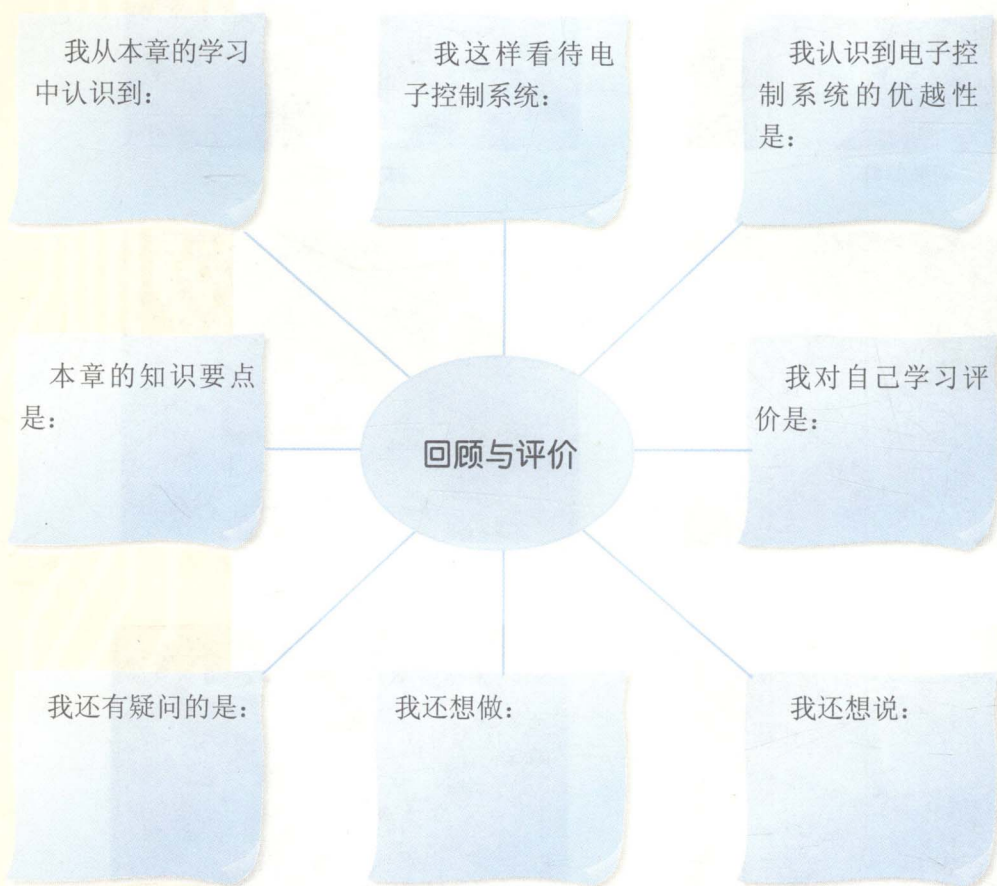 我从本章的学习
中认识到：
我这样看待电
子控制系统：
我认识到电子控
制系统的优越性
是：
本章的知识要点
是：
回顾与评价
我对自己学习评
价是：
我还有疑问的是：
我还想做：
我还想说：